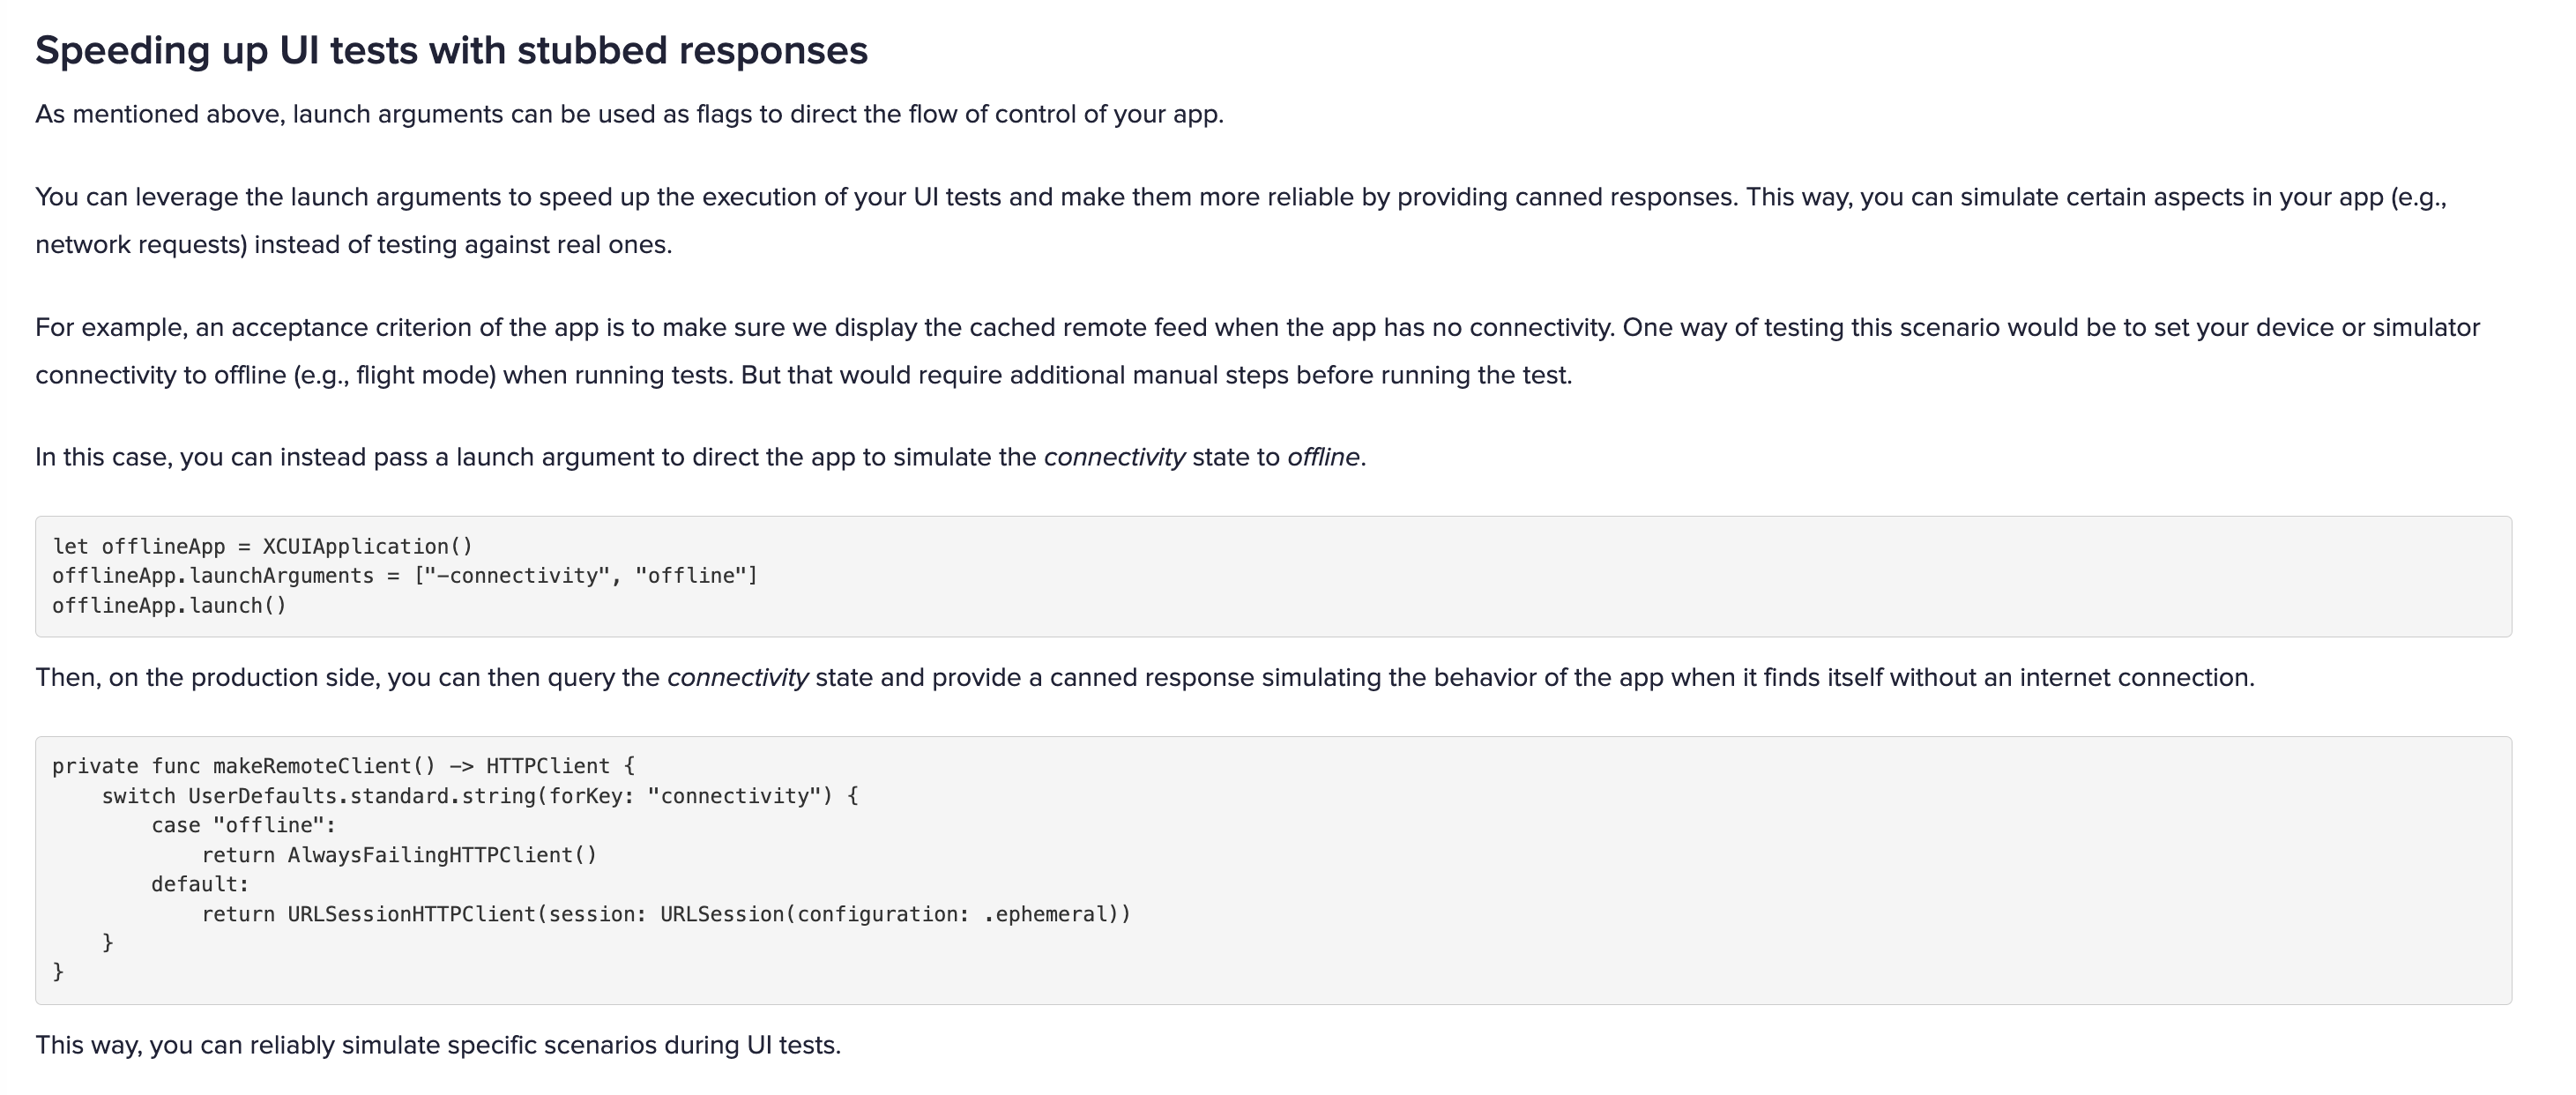 Speeding up UI tests with stubbed responses
As mentioned above, launch arguments can be used as flags to direct the flow of control of your app.
You can leverage the launch arguments to speed up the execution of your UI tests and make them more reliable by providing canned responses. This way, you can simulate certain aspects in your app (e.g.,
network requests) instead of testing against real ones.
For example, an acceptance criterion of the app is to make sure we display the cached remote feed when the app has no connectivity. One way of testing this scenario would be to set your device or simulator
connectivity to offline (e.g., flight mode) when running tests. But that would require additional manual steps before running the test.
In this case, you can instead pass a launch argument to direct the app to simulate the connectivity state to offline.
let offlineApp = XCUIApplication()
offlineApp.launchArguments = ["-connectivity", "offline"]
offlineApp.launch()
Then, on the production side, you can then query the connectivity state and provide a canned response simulating the behavior of the app when it finds itself without an internet connection.
private func makeRemoteClient() -> HTTPClient {
    switch UserDefaults.standard.string(forKey: "connectivity") {
        case "offline":
            return AlwaysFailingHTTPClient()
        default:
            return URLSessionHTTPClient(session: URLSession(configuration: .ephemeral))
    }
}
This way, you can reliably simulate specific scenarios during UI tests.